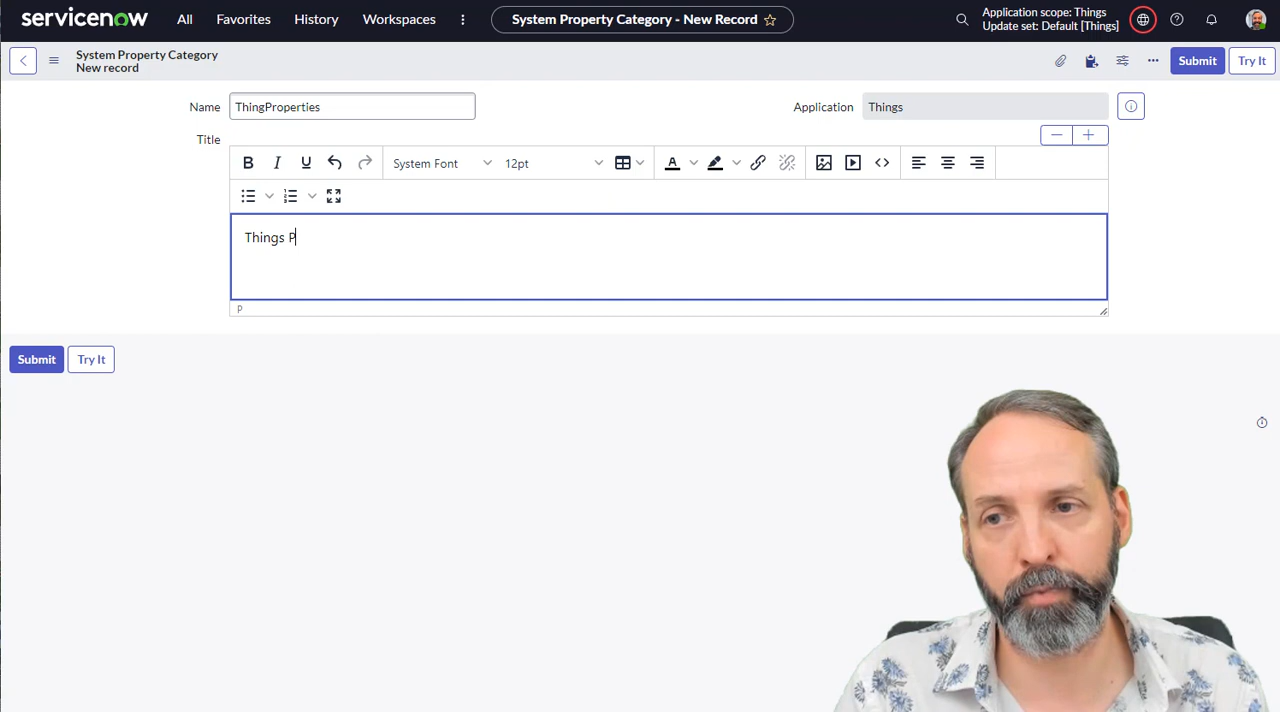 servicenow
All
Favorites
History
Workspaces
System Property Category - New Record
Application scope: Things
Update set: Default [Things]
System Property Category
New record
Submit
Try It
Name
ThingProperties
Application
Things
Title
B I U
System Font
12pt
A
Things P
P
Submit
Try It